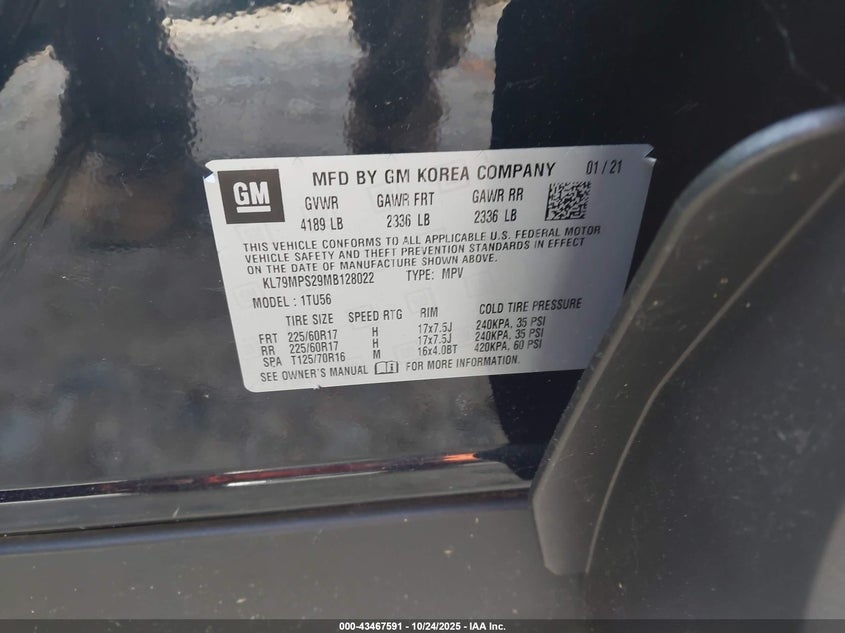 GM
MFD BY GM KOREA COMPANY 01/21
GVWR GAWR FRT GAWR RR
4189 LB 2336 LB 2336 LB
THIS VEHICLE CONFORMS TO ALL APPLICABLE U.S. FEDERAL MOTOR
VEHICLE SAFETY AND THEFT PREVENTION STANDARDS IN EFFECT
ON THE DATE OF MANUFACTURE SHOWN ABOVE.
KL79MPS29MB128022 TYPE: MPV
MODEL: 1TU56
TIRE SIZE SPEED RTG RIM COLD TIRE PRESSURE
FRT 225/60R17 H 17x7.5J 240KPA, 35 PSI
RR 225/60R17 H 17x7.5J 240KPA, 35 PSI
SPA T125/70R16 M 16x4.0BT 420KPA, 60 PSI
SEE OWNER'S MANUAL FOR MORE INFORMATION.
000-43467591 - 10/24/2025 - IAA Inc.